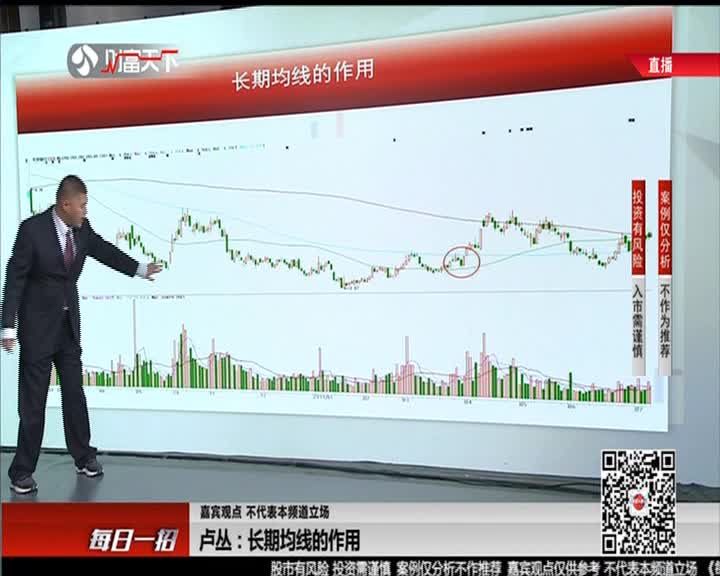 财富天下
长期均线的作用
直播
案例仅分析
不作为推荐
投资有风险
入市需谨慎
嘉宾观点 不代表本频道立场
每日一招
卢丛：长期均线的作用
股市有风险 投资需谨慎 案例仅分析不作推荐 嘉宾观点仅供参考 不代表本频道立场